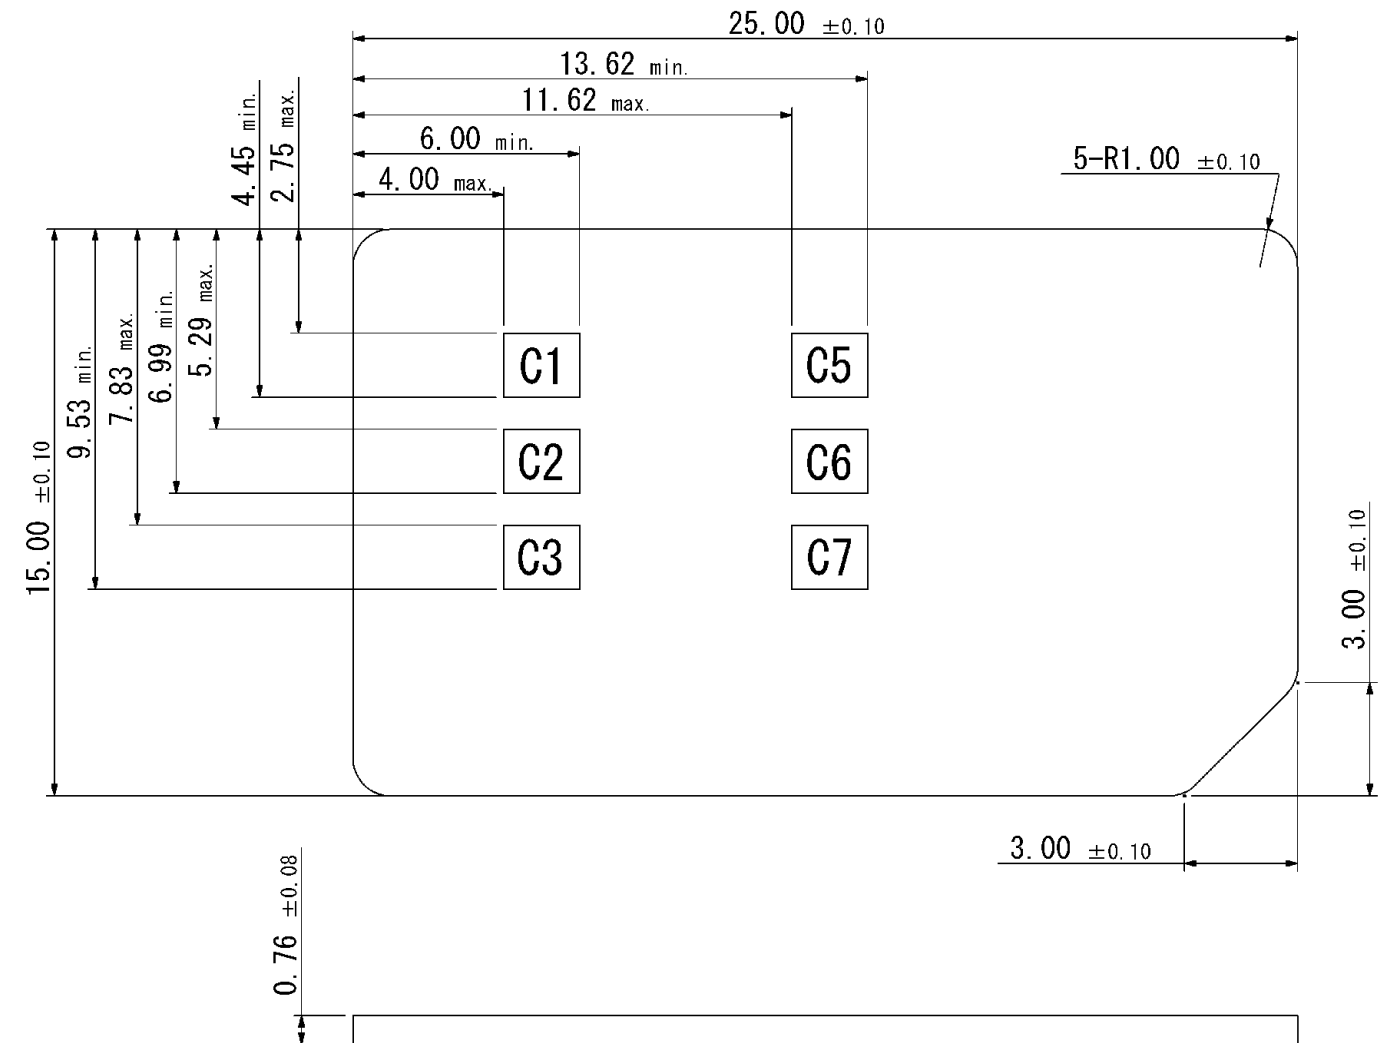 25.00 ±0.10
13.62 min.
11.62 max.
6.00 min.
4.00 max.
5-R1.00 ±0.10
4.45 min.
2.75 max.
5.29 max.
6.99 min.
7.83 max.
9.53 min.
15.00 ±0.10
C1
C5
C2
C6
C3
C7
3.00 ±0.10
3.00 ±0.10
0.76 ±0.08